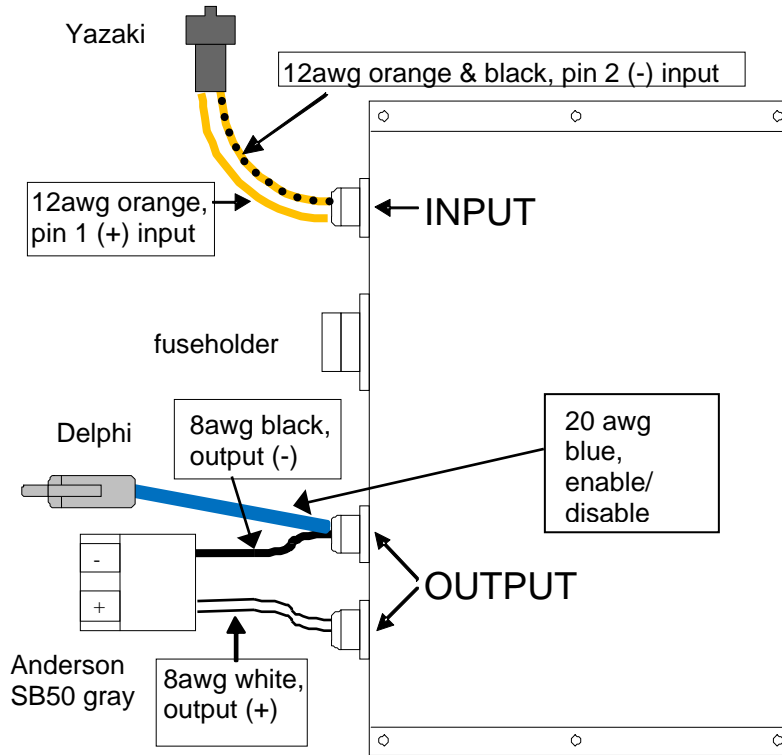 Yazaki
12awg orange & black, pin 2 (-) input
12awg orange,
pin 1 (+) input
INPUT
fuseholder
Delphi
8awg black,
output (-)
20 awg
blue,
enable/
disable
-
+
OUTPUT
Anderson
SB50 gray
8awg white,
output (+)